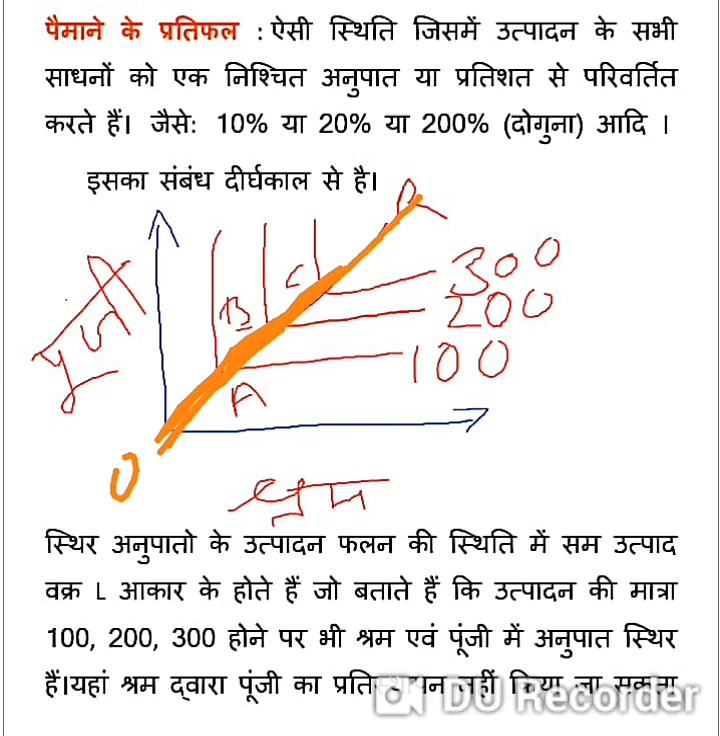 पैमाने के प्रतिफल : ऐसी स्थिति जिसमें उत्पादन के सभी
साधनों को एक निश्चित अनुपात या प्रतिशत से परिवर्तित
करते हैं। जैसेः 10% या 20% या 200% (दोगुना) आदि ।
इसका संबंध दीर्घकाल से है।
R
C
300
B
200
पूंजी
100
A
O
श्रम
स्थिर अनुपातो के उत्पादन फलन की स्थिति में सम उत्पाद
वक्र L आकार के होते हैं जो बताते हैं कि उत्पादन की मात्रा
100, 200, 300 होने पर भी श्रम एवं पूंजी में अनुपात स्थिर
हैं।यहां श्रम द्वारा पूंजी का नहीं किया जा सकता
DU Recorder